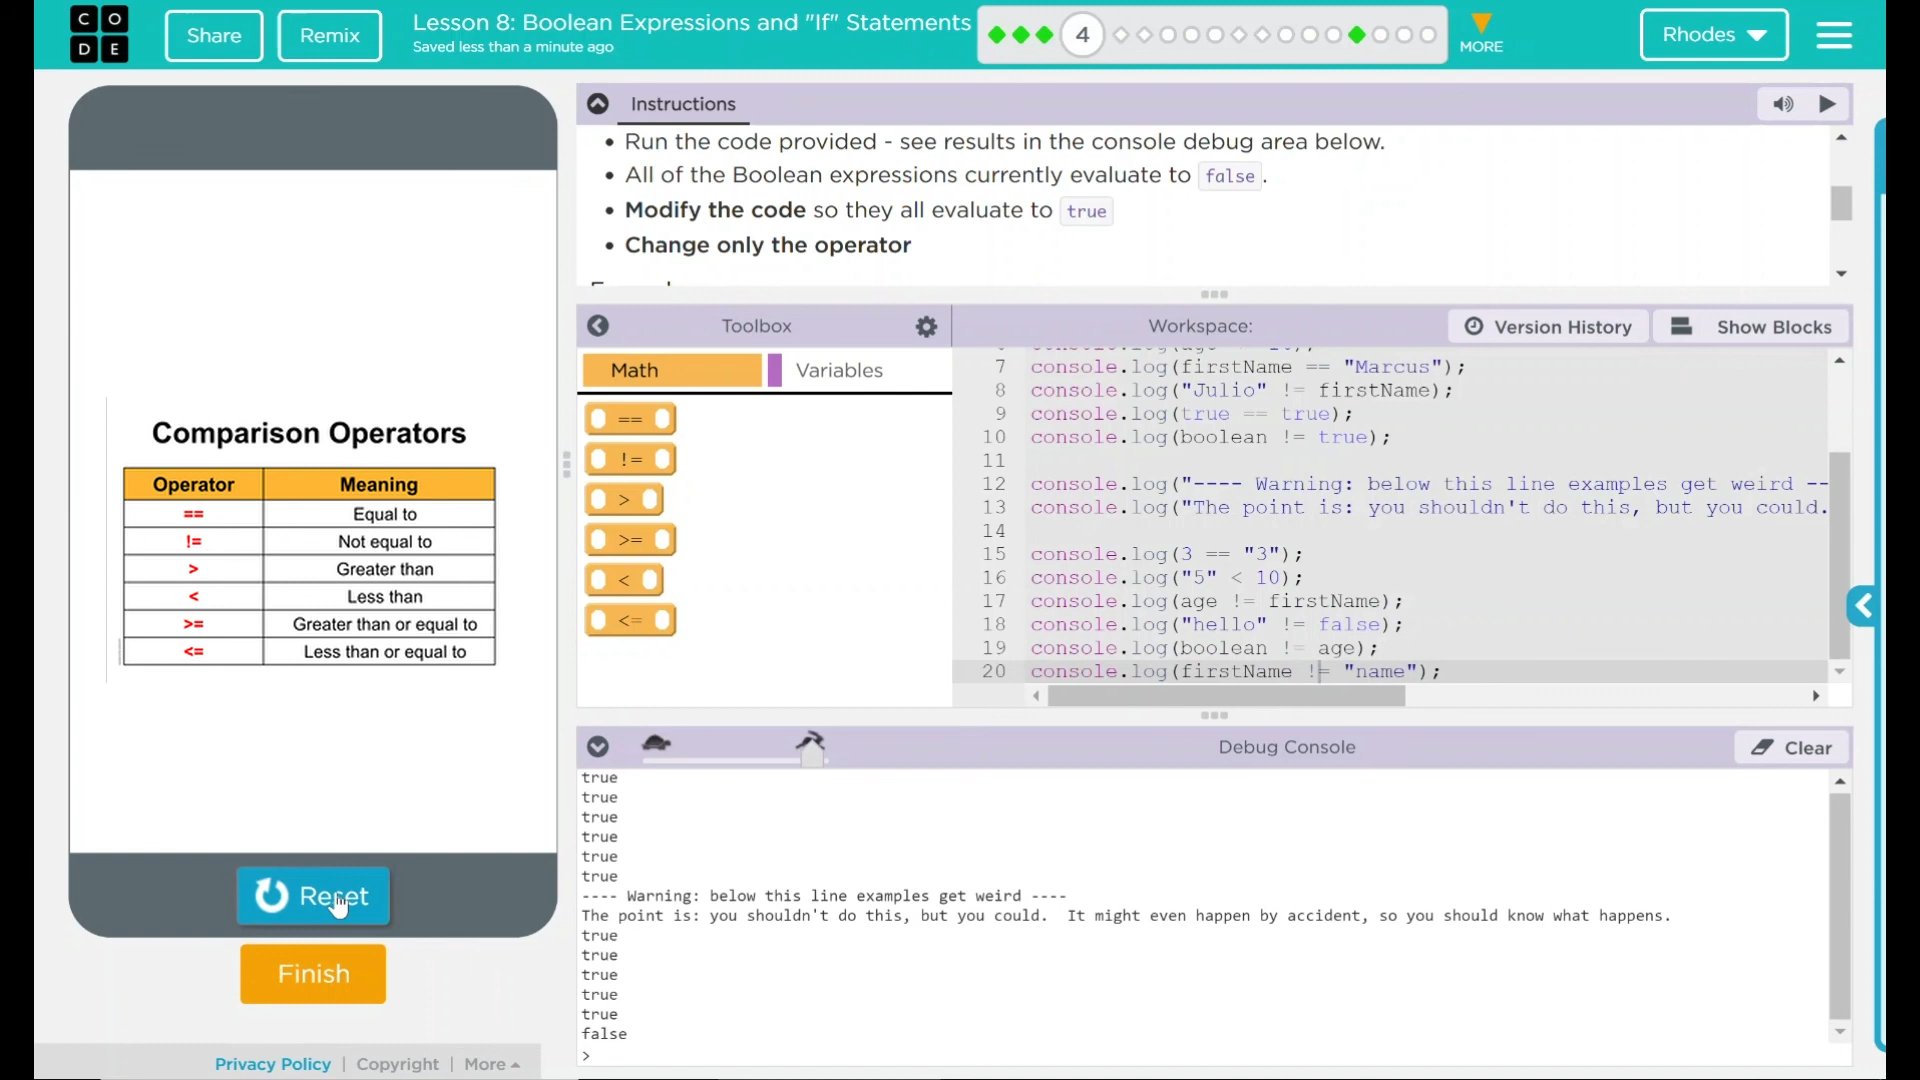 CODE
Share
Remix
Lesson 8: Boolean Expressions and "If" Statements
Saved less than a minute ago
4
MORE
Rhodes
Instructions
• Run the code provided - see results in the console debug area below.
• All of the Boolean expressions currently evaluate to false.
• Modify the code so they all evaluate to true
• Change only the operator
Toolbox
Workspace:
Version History
Show Blocks
Math
Variables
==
!=
>
>=
<
<=
7 console.log(firstName == "Marcus");
8 console.log("Julio" != firstName);
9 console.log(true == true);
10 console.log(boolean != true);
11
12 console.log("---- Warning: below this line examples get weird --
13 console.log("The point is: you shouldn't do this, but you could.
14
15 console.log(3 == "3");
16 console.log("5" < 10);
17 console.log(age != firstName);
18 console.log("hello" != false);
19 console.log(boolean != age);
20 console.log(firstName != "name");
Comparison Operators
Operator Meaning
== Equal to
!= Not equal to
> Greater than
< Less than
>= Greater than or equal to
<= Less than or equal to
Reset
Finish
Debug Console
Clear
true
true
true
true
true
true
---- Warning: below this line examples get weird ----
The point is: you shouldn't do this, but you could.  It might even happen by accident, so you should know what happens.
true
true
true
true
true
false
>
Privacy Policy | Copyright | More